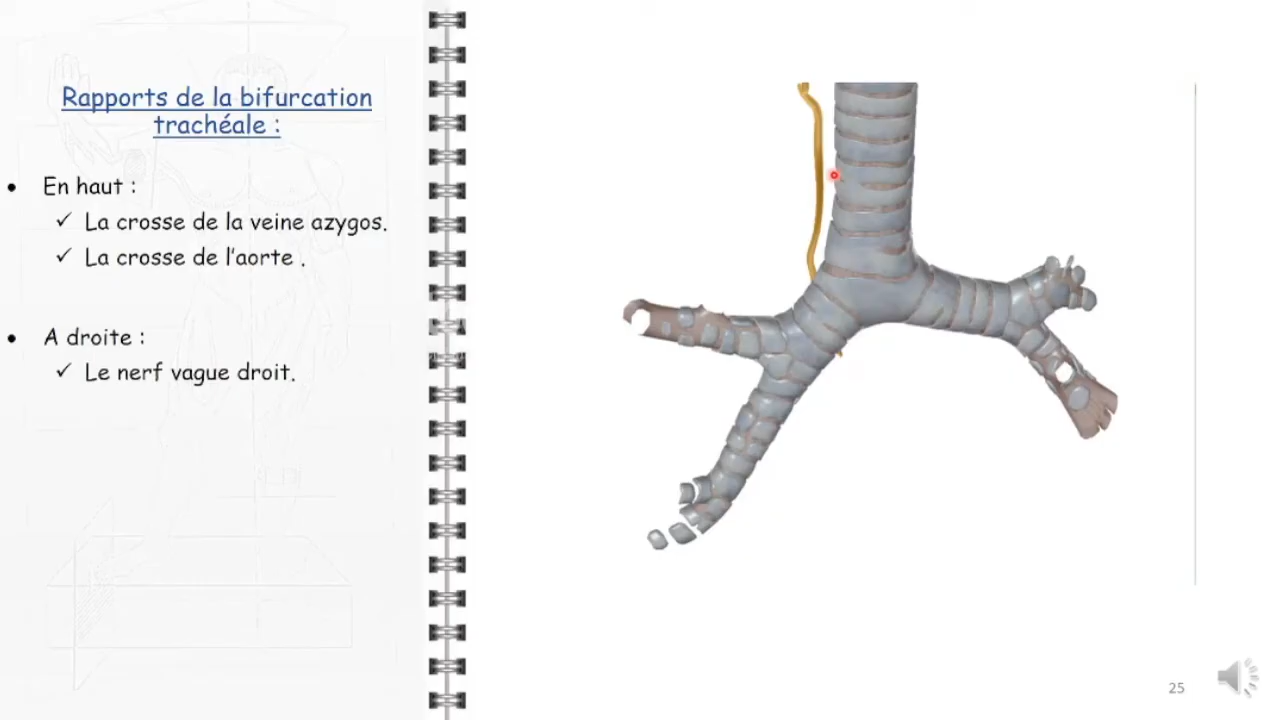 Rapports de la bifurcation
trachéale :
• En haut :
✓ La crosse de la veine azygos.
✓ La crosse de l'aorte .
• A droite :
✓ Le nerf vague droit.
25